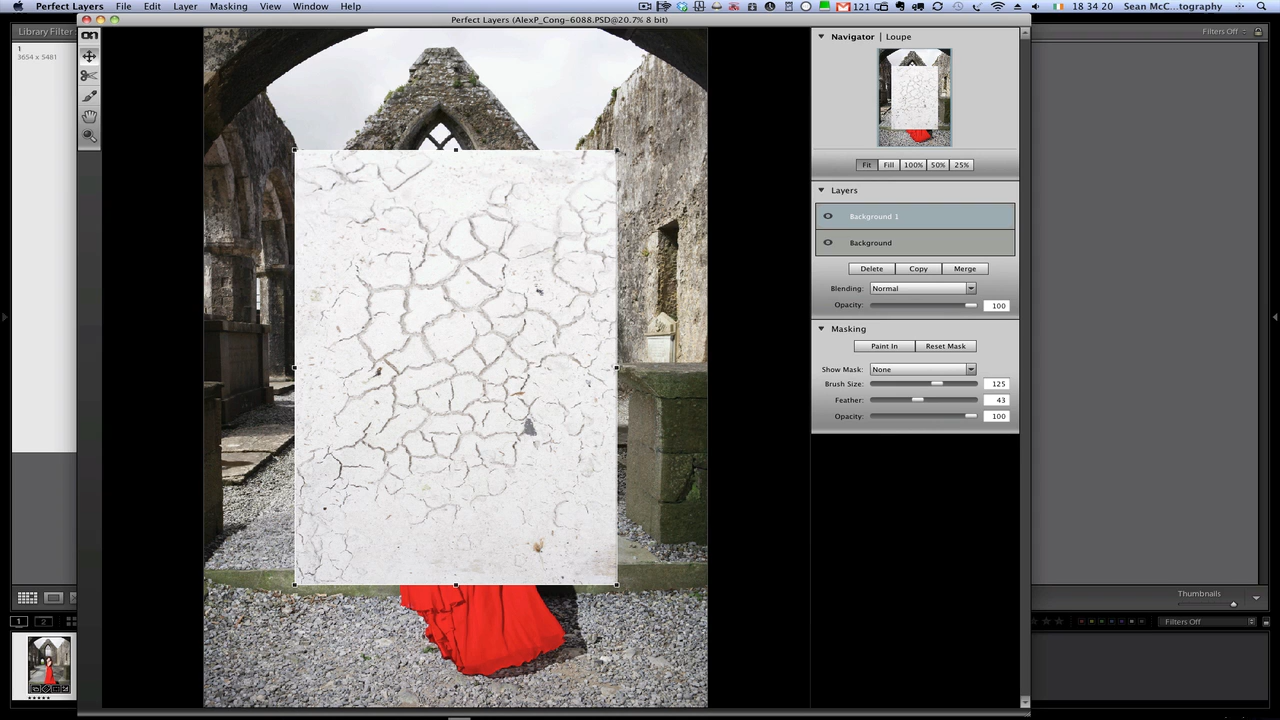 Perfect Layers File Edit Layer Masking View Window Help 121 18 34 20 Sean McC...tography
Perfect Layers (AlexP_Cong-6088.PSD@20.7% 8 bit)
Library Filter
Filters Off
on
Navigator | Loupe
1
3654 x 5481
Fit Fill 100% 50% 25%
Layers
Background 1
Background
Delete Copy Merge
Blending: Normal
Opacity: 100
Masking
Paint In Reset Mask
Show Mask: None
Brush Size: 125
Feather: 43
Opacity: 100
Thumbnails
1 2
Filters Off